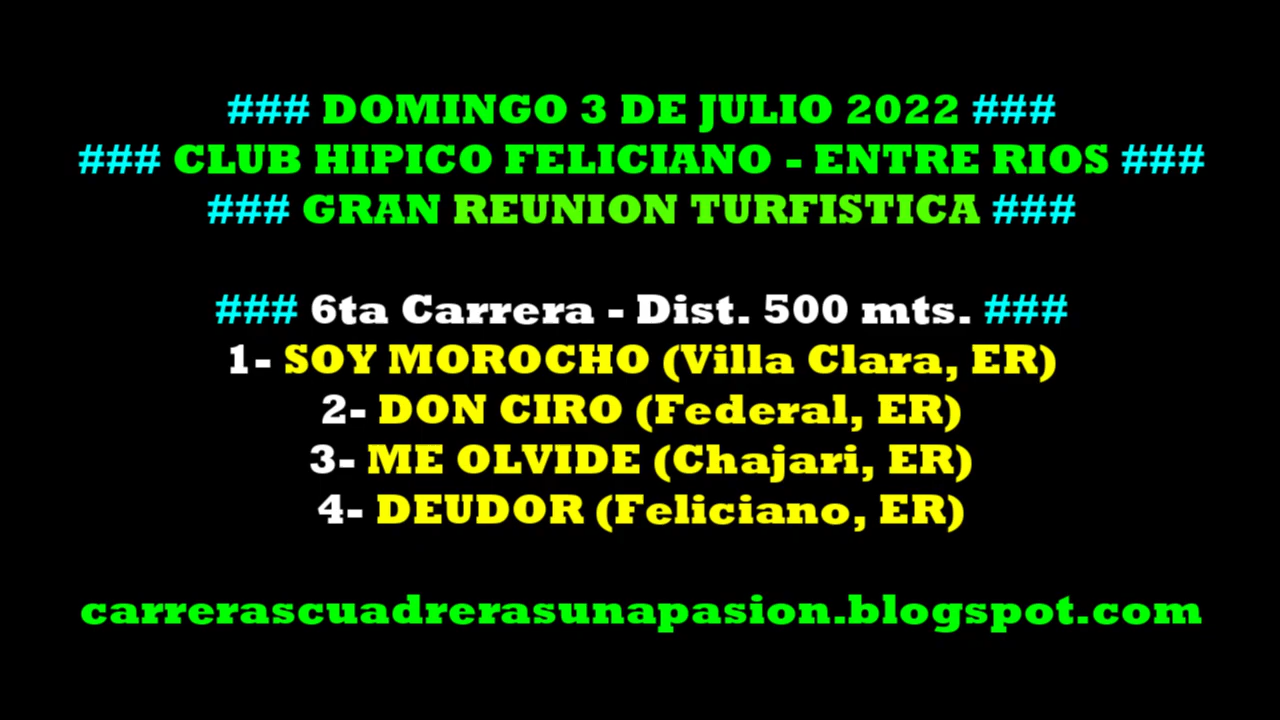 ### DOMINGO 3 DE JULIO 2022 ###
### CLUB HIPICO FELICIANO - ENTRE RIOS ###
### GRAN REUNION TURFISTICA ###
### 6ta Carrera - Dist. 500 mts. ###
1- SOY MOROCHO (Villa Clara, ER)
2- DON CIRO (Federal, ER)
3- ME OLVIDE (Chajari, ER)
4- DEUDOR (Feliciano, ER)
carrerascuadrerasunapasion.blogspot.com